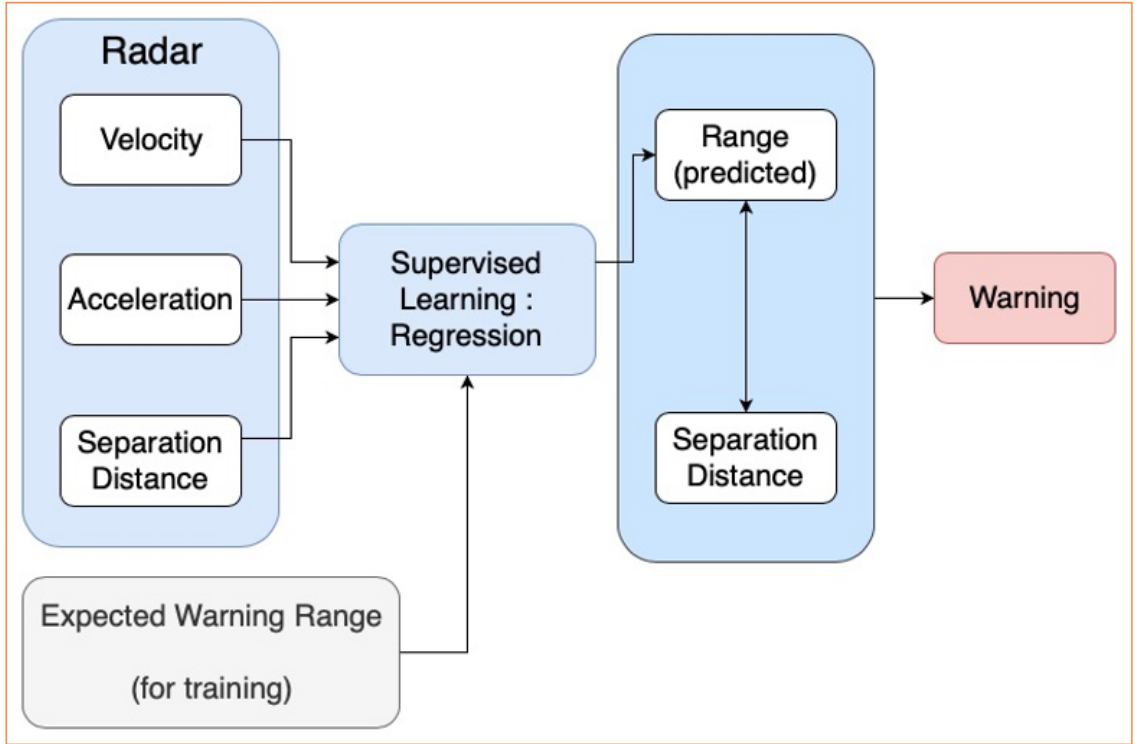 Radar
Velocity
Acceleration
Separation
Distance
Expected Warning Range
(for training)
Supervised
Learning :
Regression
Range
(predicted)
Separation
Distance
Warning